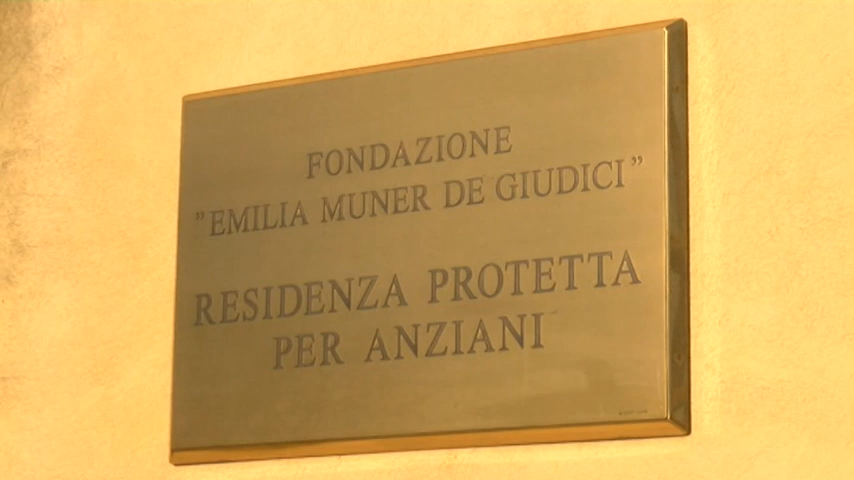 FONDAZIONE
"EMILIA MUNER DE GIUDICI"
RESIDENZA PROTETTA
PER ANZIANI